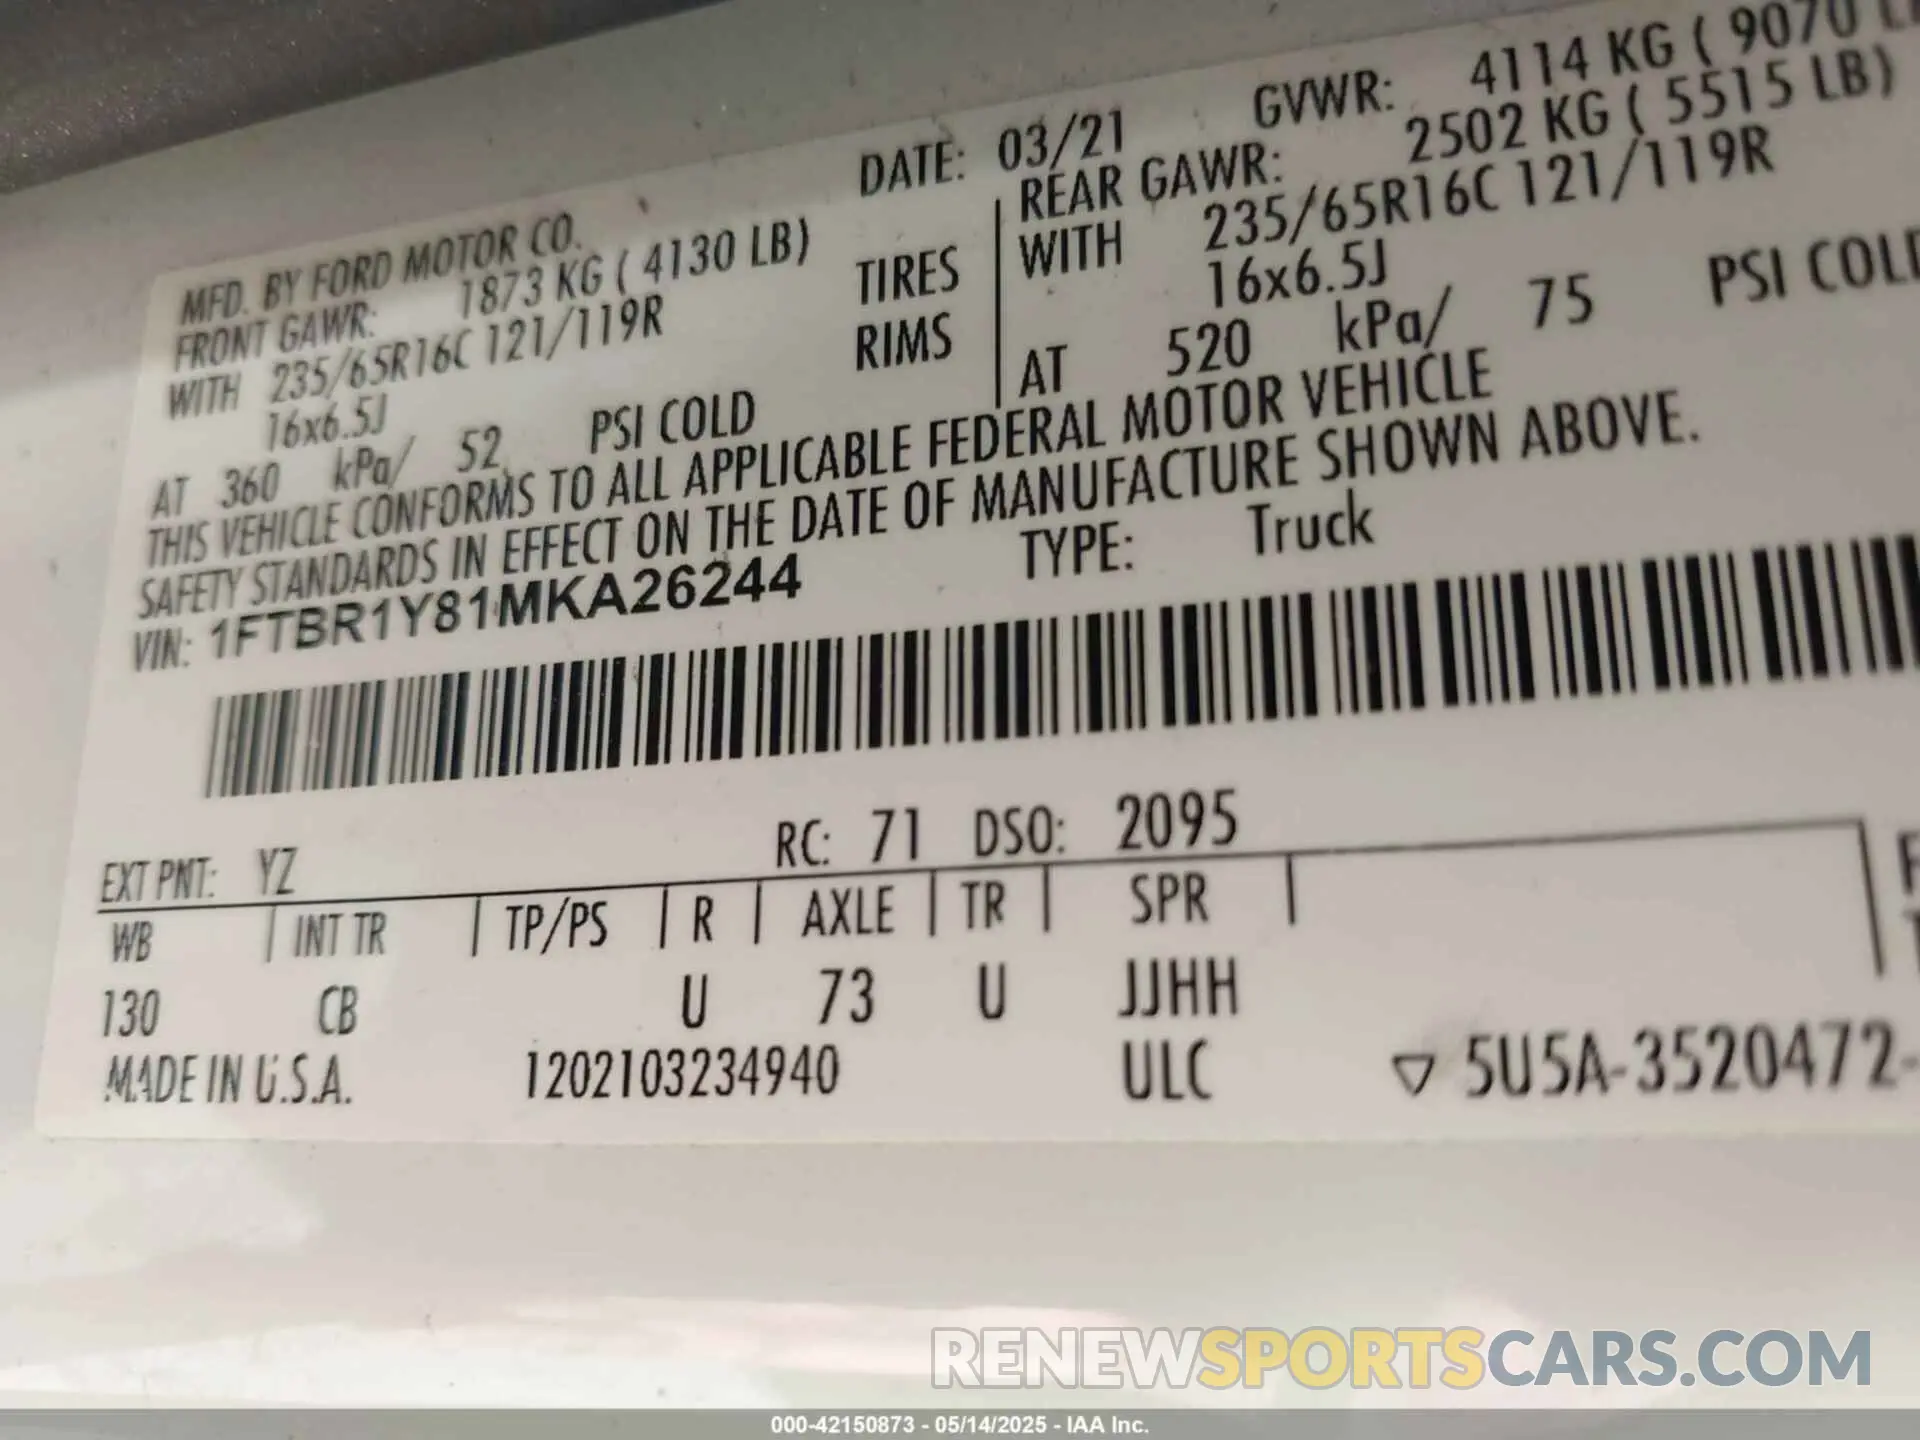 MFD. BY FORD MOTOR CO.
DATE: 03/21
GVWR: 4114 KG ( 9070
FRONT GAWR: 1873 KG ( 4130 LB)
REAR GAWR: 2502 KG ( 5515 LB)
WITH 235/65R16C 121/119R
TIRES
WITH 235/65R16C 121/119R
16x6.5J
RIMS
16x6.5J
AT 360 kPa/ 52 PSI COLD
AT 520 kPa/ 75 PSI COLD
THIS VEHICLE CONFORMS TO ALL APPLICABLE FEDERAL MOTOR VEHICLE
SAFETY STANDARDS IN EFFECT ON THE DATE OF MANUFACTURE SHOWN ABOVE.
VIN: 1FTBR1Y81MKA26244
TYPE: Truck
EXT PNT: YZ
RC: 71 DSO: 2095
WB | INT TR | TP/PS | R | AXLE | TR | SPR |
130 CB U 73 U JJHH
MADE IN U.S.A. 1202103234940 ULC ▽ 5U5A-3520472-
RENEWSPORTSCARS.COM
000-42150873 - 05/14/2025 - IAA Inc.